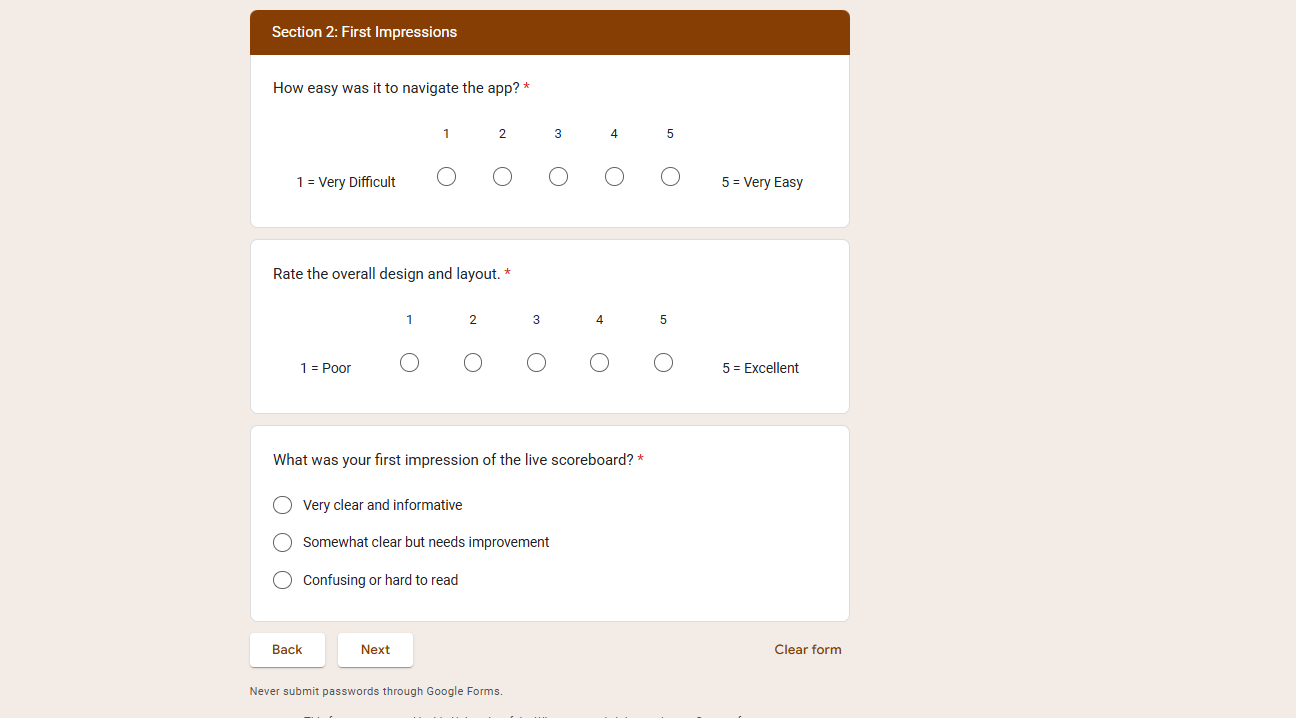 Section 2: First Impressions
How easy was it to navigate the app? *
1 2 3 4 5
1 = Very Difficult 5 = Very Easy
Rate the overall design and layout. *
1 2 3 4 5
1 = Poor 5 = Excellent
What was your first impression of the live scoreboard? *
Very clear and informative
Somewhat clear but needs improvement
Confusing or hard to read
Back Next Clear form
Never submit passwords through Google Forms.